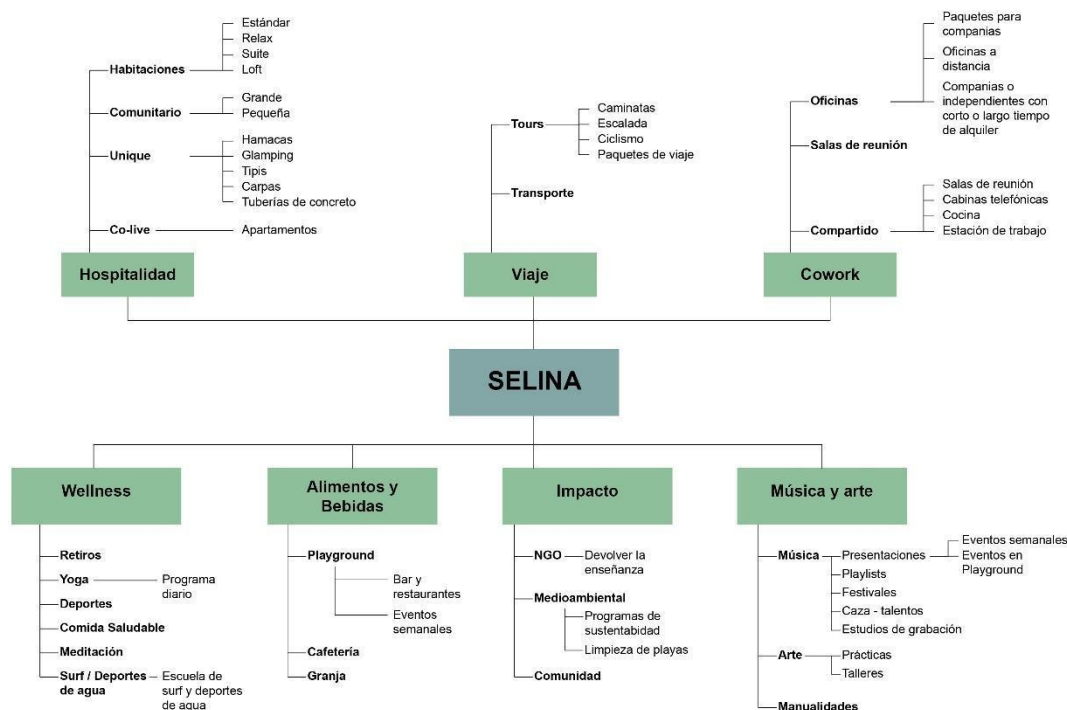 Estándar
Relax
Suite
Loft
Habitaciones
Grande
Comunitario
Pequeña
Hamacas
Unique
Glamping
Tipis
Carpas
Tuberías de concreto
Co-live
Apartamentos
Hospitalidad
Caminatas
Tours
Escalada
Ciclismo
Paquetes de viaje
Transporte
Viaje
Paquetes para
companias
Oficinas a
distancia
Oficinas
Companias o
independientes con
corto o largo tiempo
de alquiler
Salas de reunión
Salas de reunión
Cabinas telefónicas
Cocina
Compartido
Estación de trabajo
Cowork
SELINA
Wellness
Retiros
Yoga
Programa
diario
Deportes
Comida Saludable
Meditación
Surf / Deportes
de agua
Escuela de
surf y deportes
de agua
Alimentos y
Bebidas
Playground
Bar y
restaurantes
Eventos
semanales
Cafetería
Granja
Impacto
NGO
Devolver la
enseñanza
Medioambiental
Programas de
sustentabidad
Limpieza de playas
Comunidad
Música y arte
Música
Presentaciones
Eventos semanales
Eventos en
Playground
Playlists
Festivales
Caza - talentos
Estudios de grabación
Arte
Prácticas
Talleres
Manualidades